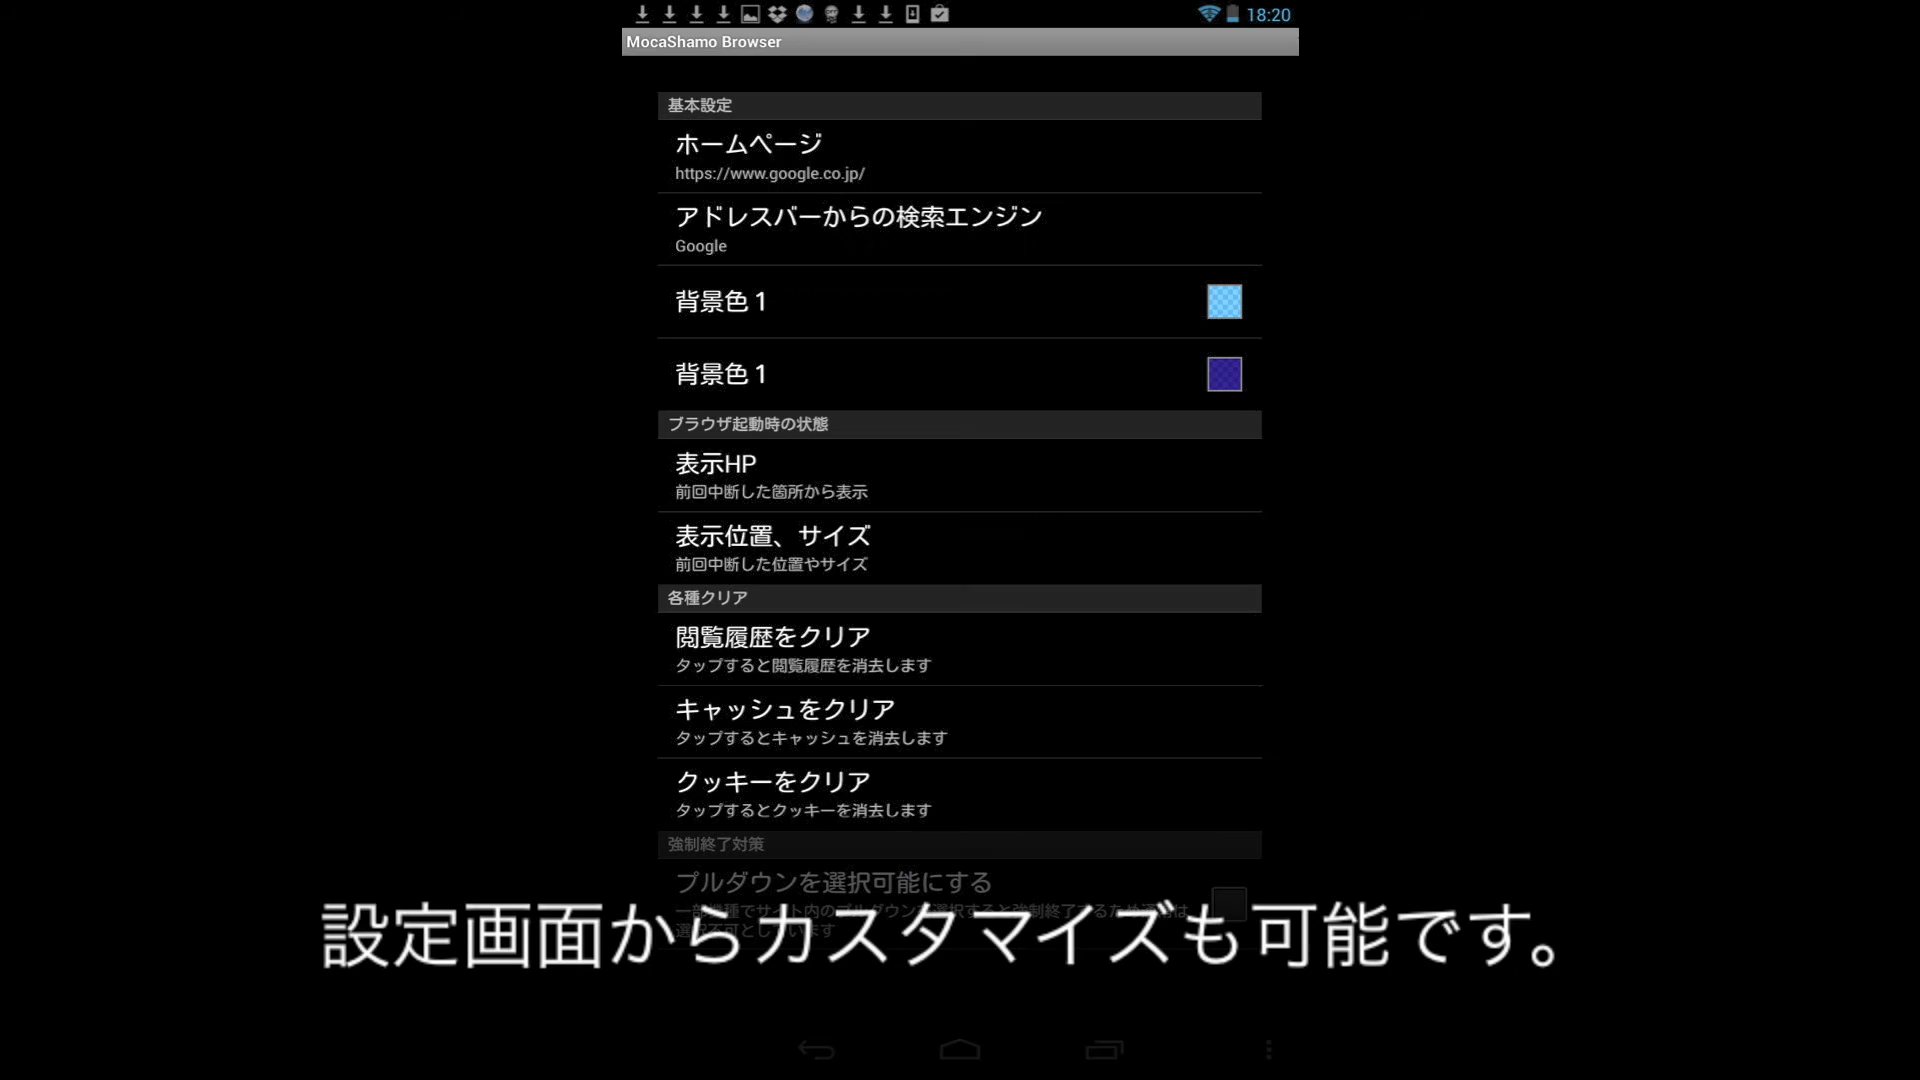 18:20
MocaShamo Browser
基本設定
ホームページ
https://www.google.co.jp/
アドレスバーからの検索エンジン
Google
背景色１
背景色１
ブラウザ起動時の状態
表示HP
前回中断した箇所から表示
表示位置、サイズ
前回中断した位置やサイズ
各種クリア
閲覧履歴をクリア
タップすると閲覧履歴を消去します
キャッシュをクリア
タップするとキャッシュを消去します
クッキーをクリア
タップするとクッキーを消去します
強制終了対策
プルダウンを選択可能にする
設定画面からカスタマイズも可能です。